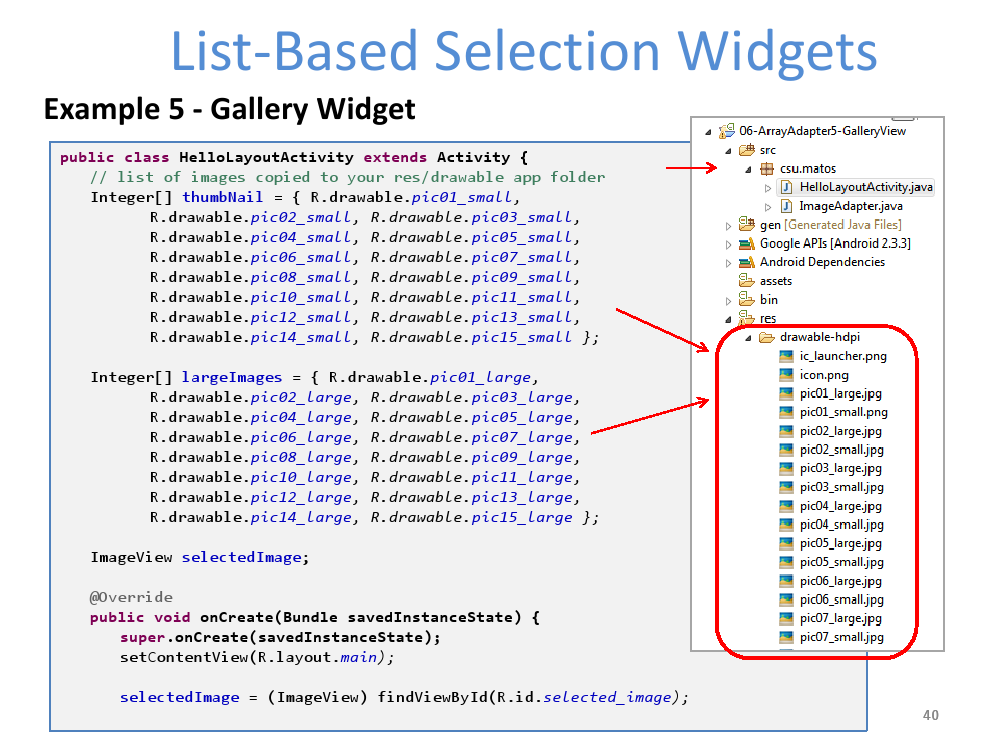 List-Based Selection Widgets
Example 5 - Gallery Widget
public class HelloLayoutActivity extends Activity {
// list of images copied to your res/drawable app folder
Integer[] thumbNail = { R.drawable.pic01_small,
R.drawable.pic02_small, R.drawable.pic03_small,
R.drawable.pic04_small, R.drawable.pic05_small,
R.drawable.pic06_small, R.drawable.pic07_small,
R.drawable.pic08_small, R.drawable.pic09_small,
R.drawable.pic10_small, R.drawable.pic11_small,
R.drawable.pic12_small, R.drawable.pic13_small,
R.drawable.pic14_small, R.drawable.pic15_small };
Integer[] largeImages = { R.drawable.pic01_large,
R.drawable.pic02_large, R.drawable.pic03_large,
R.drawable.pic04_large, R.drawable.pic05_large,
R.drawable.pic06_large, R.drawable.pic07_large,
R.drawable.pic08_large, R.drawable.pic09_large,
R.drawable.pic10_large, R.drawable.pic11_large,
R.drawable.pic12_large, R.drawable.pic13_large,
R.drawable.pic14_large, R.drawable.pic15_large };
ImageView selectedImage;
@Override
public void onCreate(Bundle savedInstanceState) {
super.onCreate(savedInstanceState);
setContentView(R.layout.main);
selectedImage = (ImageView) findViewById(R.id.selected_image);
06-ArrayAdapter5-GalleryView
src
csu.matos
HelloLayoutActivity.java
ImageAdapter.java
gen [Generated Java Files]
Google APIs [Android 2.3.3]
Android Dependencies
assets
bin
res
drawable-hdpi
ic_launcher.png
icon.png
pic01_large.jpg
pic01_small.png
pic02_large.jpg
pic02_small.jpg
pic03_large.jpg
pic03_small.jpg
pic04_large.jpg
pic04_small.jpg
pic05_large.jpg
pic05_small.jpg
pic06_large.jpg
pic06_small.jpg
pic07_large.jpg
pic07_small.jpg
40